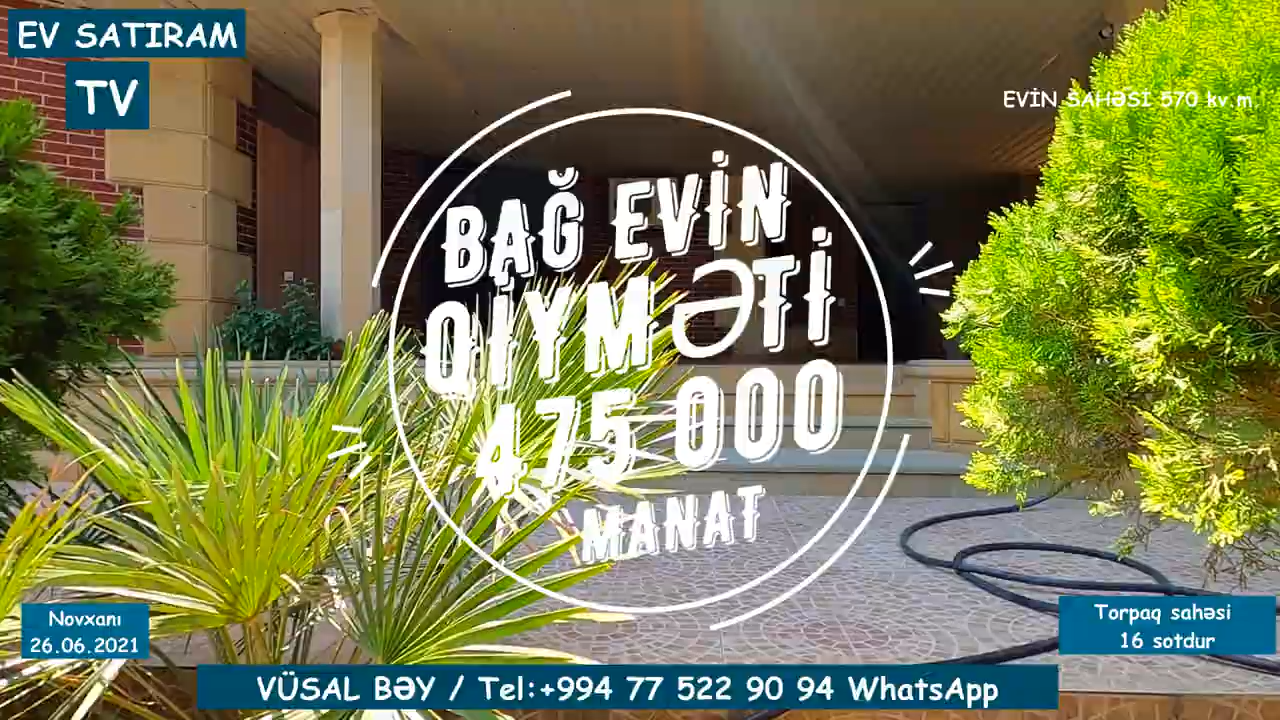 EV SATIRAM
TV
EVİN SAHƏSİ 570 kv m
BAĞ EVİN
QİYMƏTİ
475 000
MANAT
Novxanı
26.06.2021
Torpaq sahəsi
16 sotdur
VÜSAL BƏY / Tel:+994 77 522 90 94 WhatsApp